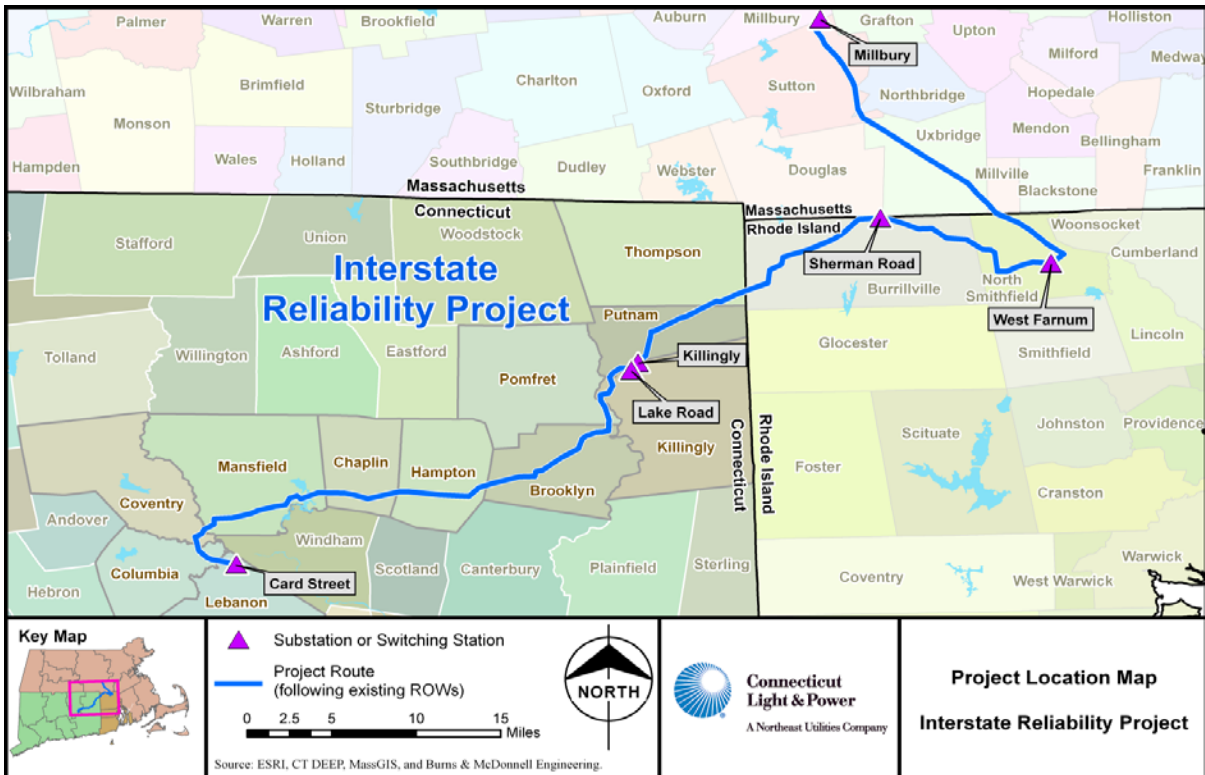 Palmer
Warren
Brookfield
Auburn
Millbury
Grafton
Upton
Holliston
Millbury
Milford
Medway
Wilbraham
Brimfield
Charlton
Oxford
Sutton
Northbridge
Hopedale
Monson
Sturbridge
Uxbridge
Mendon
Bellingham
Hampden
Wales
Holland
Southbridge
Dudley
Webster
Douglas
Millville
Franklin
Blackstone
Massachusetts
Connecticut
Massachusetts
Rhode Island
Woonsocket
Stafford
Union
Woodstock
Thompson
Cumberland
Interstate
Reliability Project
Sherman Road
Burrillville
North
Smithfield
West Farnum
Putnam
Lincoln
Tolland
Willington
Ashford
Eastford
Pomfret
Killingly
Glocester
Smithfield
Lake Road
Connecticut
Rhode Island
Killingly
Scituate
Johnston
Providence
Mansfield
Chaplin
Hampton
Brooklyn
Foster
Cranston
Coventry
Andover
Windham
Columbia
Card Street
Scotland
Canterbury
Plainfield
Sterling
Coventry
West Warwick
Warwick
Hebron
Lebanon
Key Map
Substation or Switching Station
Project Route
(following existing ROWs)
0 2.5 5 10 15
Miles
Source: ESRI, CT DEEP, MassGIS, and Burns & McDonnell Engineering.
NORTH
Connecticut
Light & Power
A Northeast Utilities Company
Project Location Map
Interstate Reliability Project